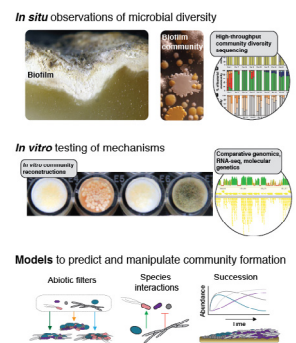 In situ observations of microbial diversity
Biofilm
Biofilm
community
High-throughput
community diversity
sequencing
In vitro testing of mechanisms
In vitro community
reconstructions
Comparative genomics,
RNA-seq, molecular
genetics
Models to predict and manipulate community formation
Abiotic filters
Species
interactions
Succession
Abundance
Time